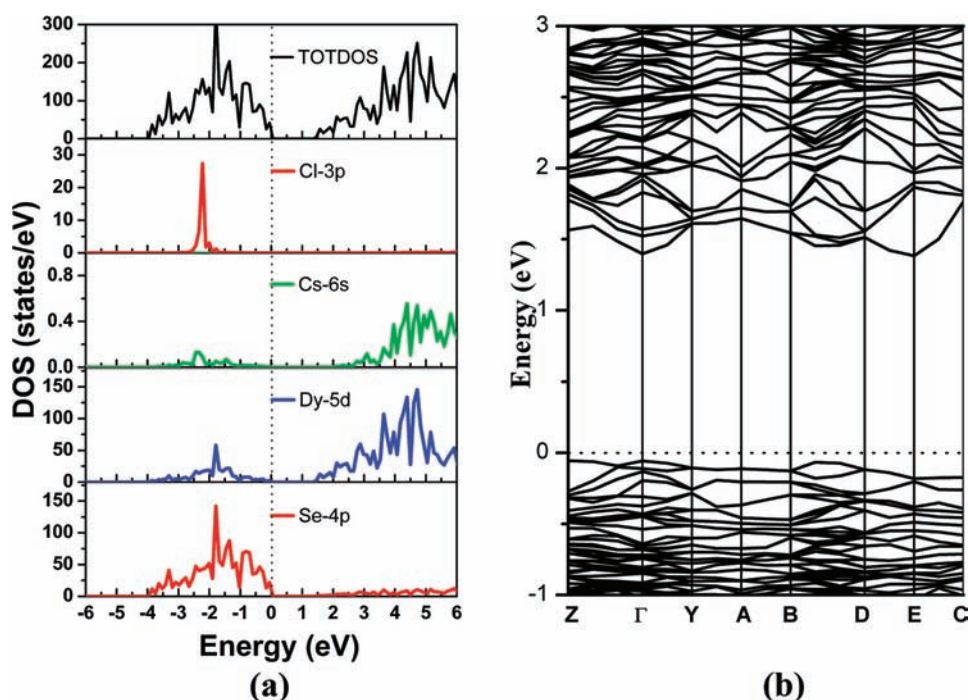 300
200
100
0
TOTDOS
30
20
10
0
Cl-3p
0.8
0.4
0.0
Cs-6s
150
100
50
0
Dy-5d
150
100
50
0
Se-4p
DOS (states/eV)
-6 -5 -4 -3 -2 -1 0 1 2 3 4 5 6
Energy (eV)
(a)
3
2
1
0
-1
Energy (eV)
Z Γ Y A B D E C
(b)